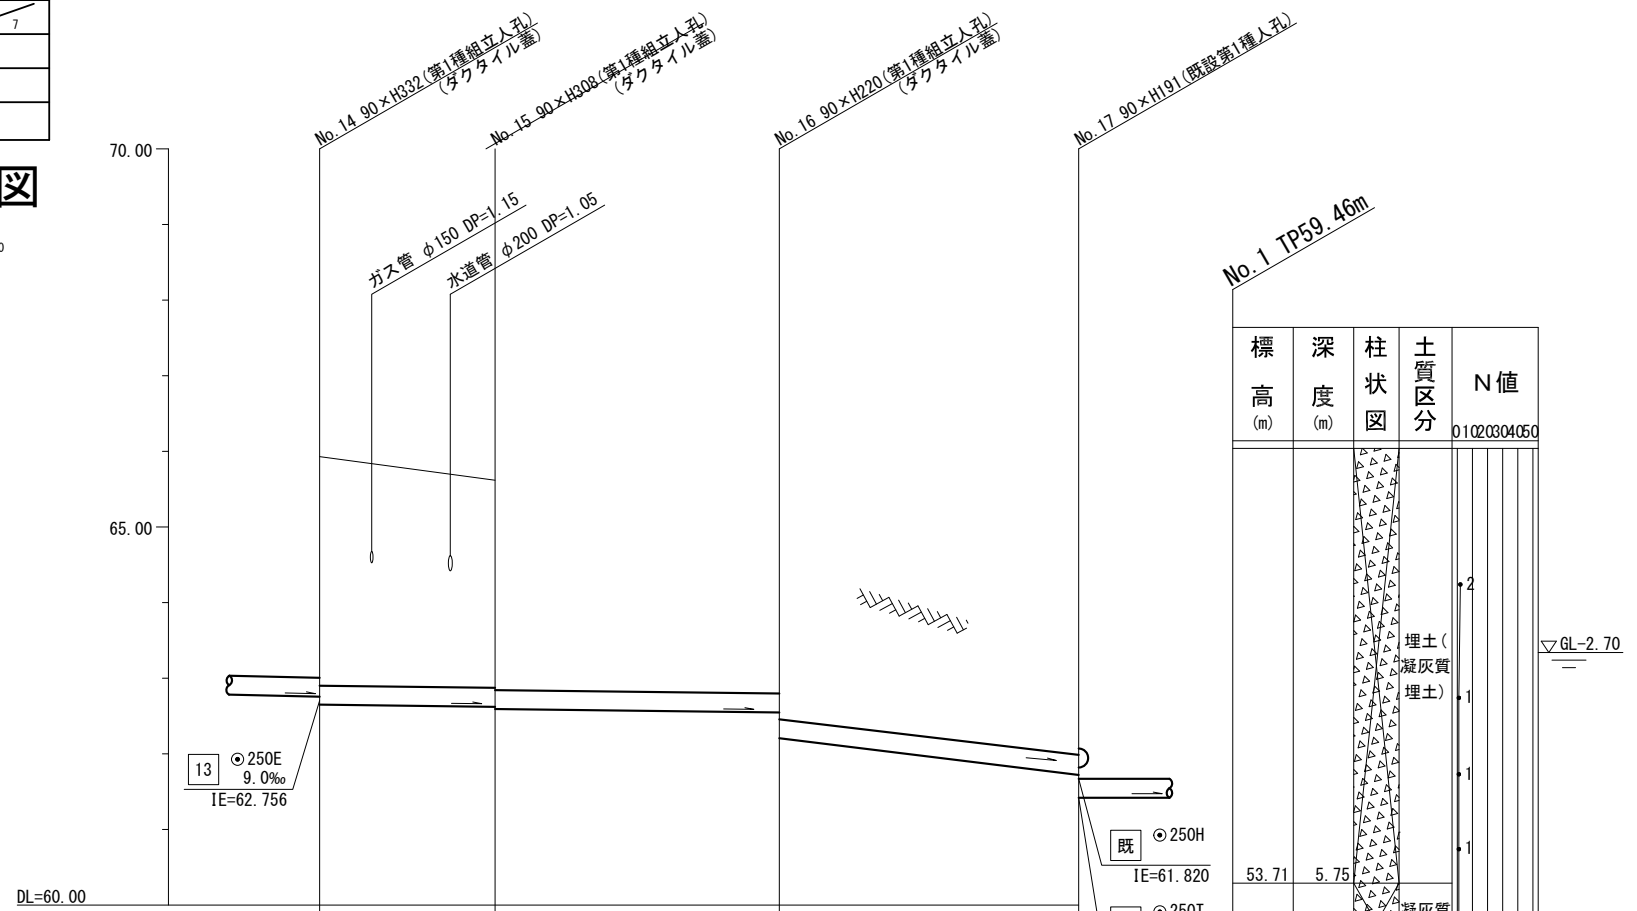 7
図
No.14 90×H332(第1種組立人孔)
(ダクタイル蓋)
No.15 90×H308(第1種組立人孔)
(ダクタイル蓋)
No.16 90×H220(第1種組立人孔)
(ダクタイル蓋)
No.17 90×H191(既設第1種人孔)
70.00
ガス管 φ150 DP=1.15
水道管 φ200 DP=1.05
No.1 TP59.46m
標高(m)
深度(m)
柱状図
土質区分
N値
0 10 20 30 40 50
65.00
2
埋土(
凝灰質
埋土)
GL-2.70
1
1
1
13
250E
9.0‰
IE=62.756
既
250H
IE=61.820
53.71
5.75
DL=60.00
凝灰質